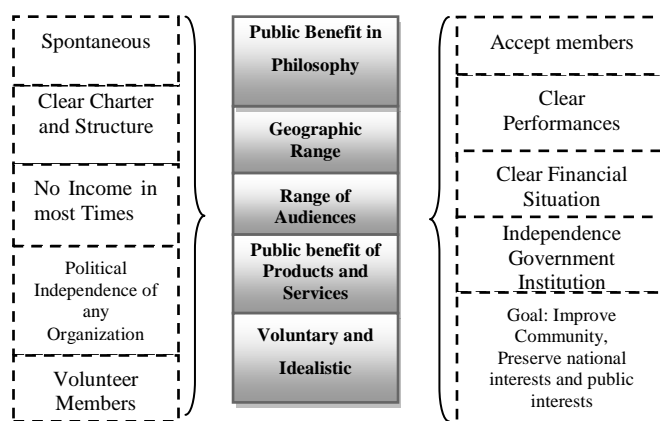 Spontaneous
Clear Charter
and Structure
No Income in
most Times
Political
Independence of
any
Organization
Volunteer
Members
Public Benefit in
Philosophy
Geographic
Range
Range of
Audiences
Public benefit of
Products and
Services
Voluntary and
Idealistic
Accept members
Clear
Performances
Clear Financial
Situation
Independence
Government
Institution
Goal: Improve
Community,
Preserve national
interests and public
interests